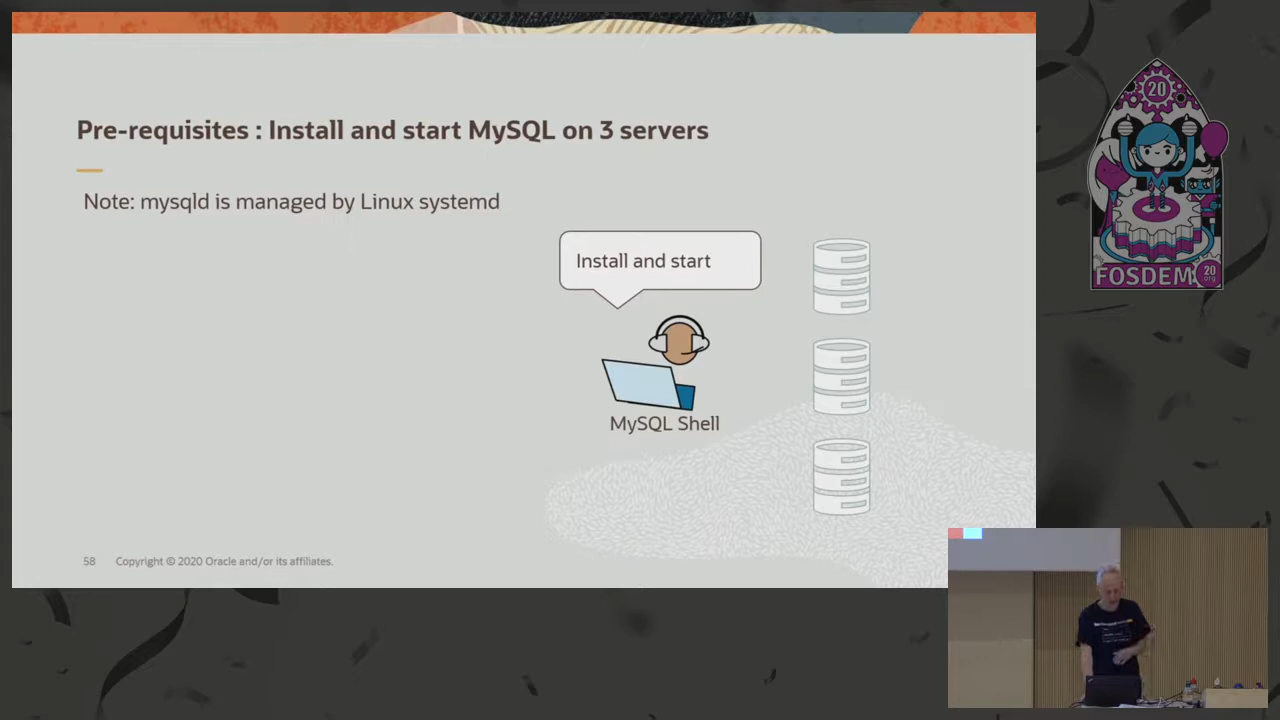 Pre-requisites : Install and start MySQL on 3 servers
Note: mysqld is managed by Linux systemd
Install and start
MySQL Shell
58 Copyright © 2020 Oracle and/or its affiliates.
20
FOSDEM
20
.org